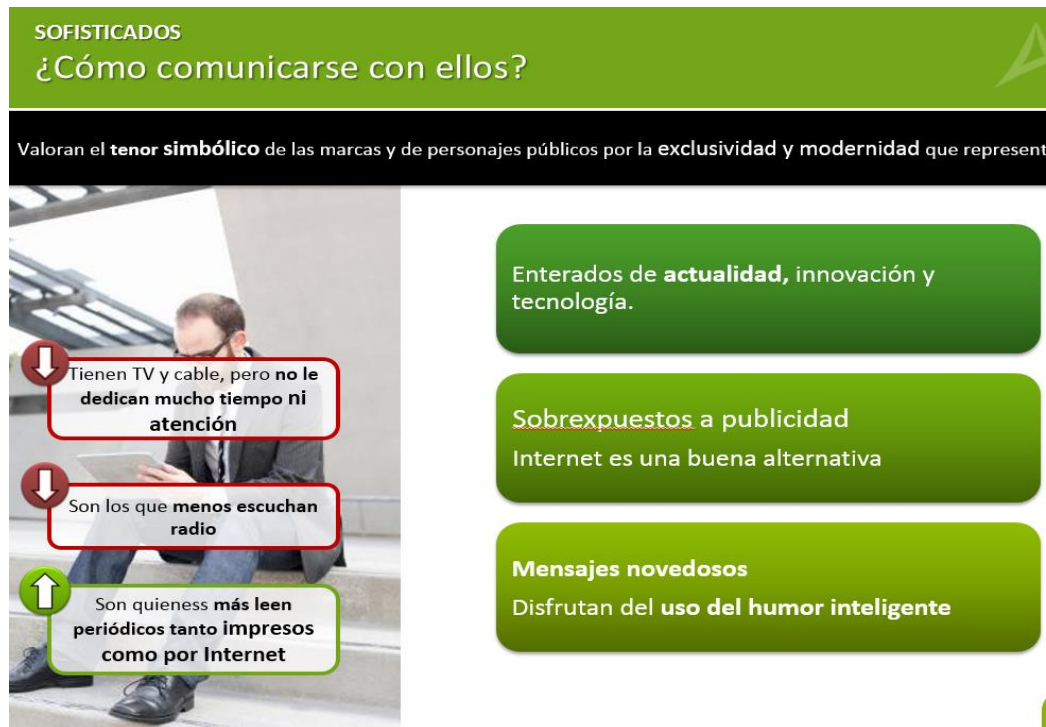 SOFISTICADOS
¿Cómo comunicarse con ellos?
Valoran el tenor simbólico de las marcas y de personajes públicos por la exclusividad y modernidad que represent
Tienen TV y cable, pero no le
dedican mucho tiempo ni
atención
Son los que menos escuchan
radio
Son quieness más leen
periódicos tanto impresos
como por Internet
Enterados de actualidad, innovación y
tecnología.
Sobrexpuestos a publicidad
Internet es una buena alternativa
Mensajes novedosos
Disfrutan del uso del humor inteligente